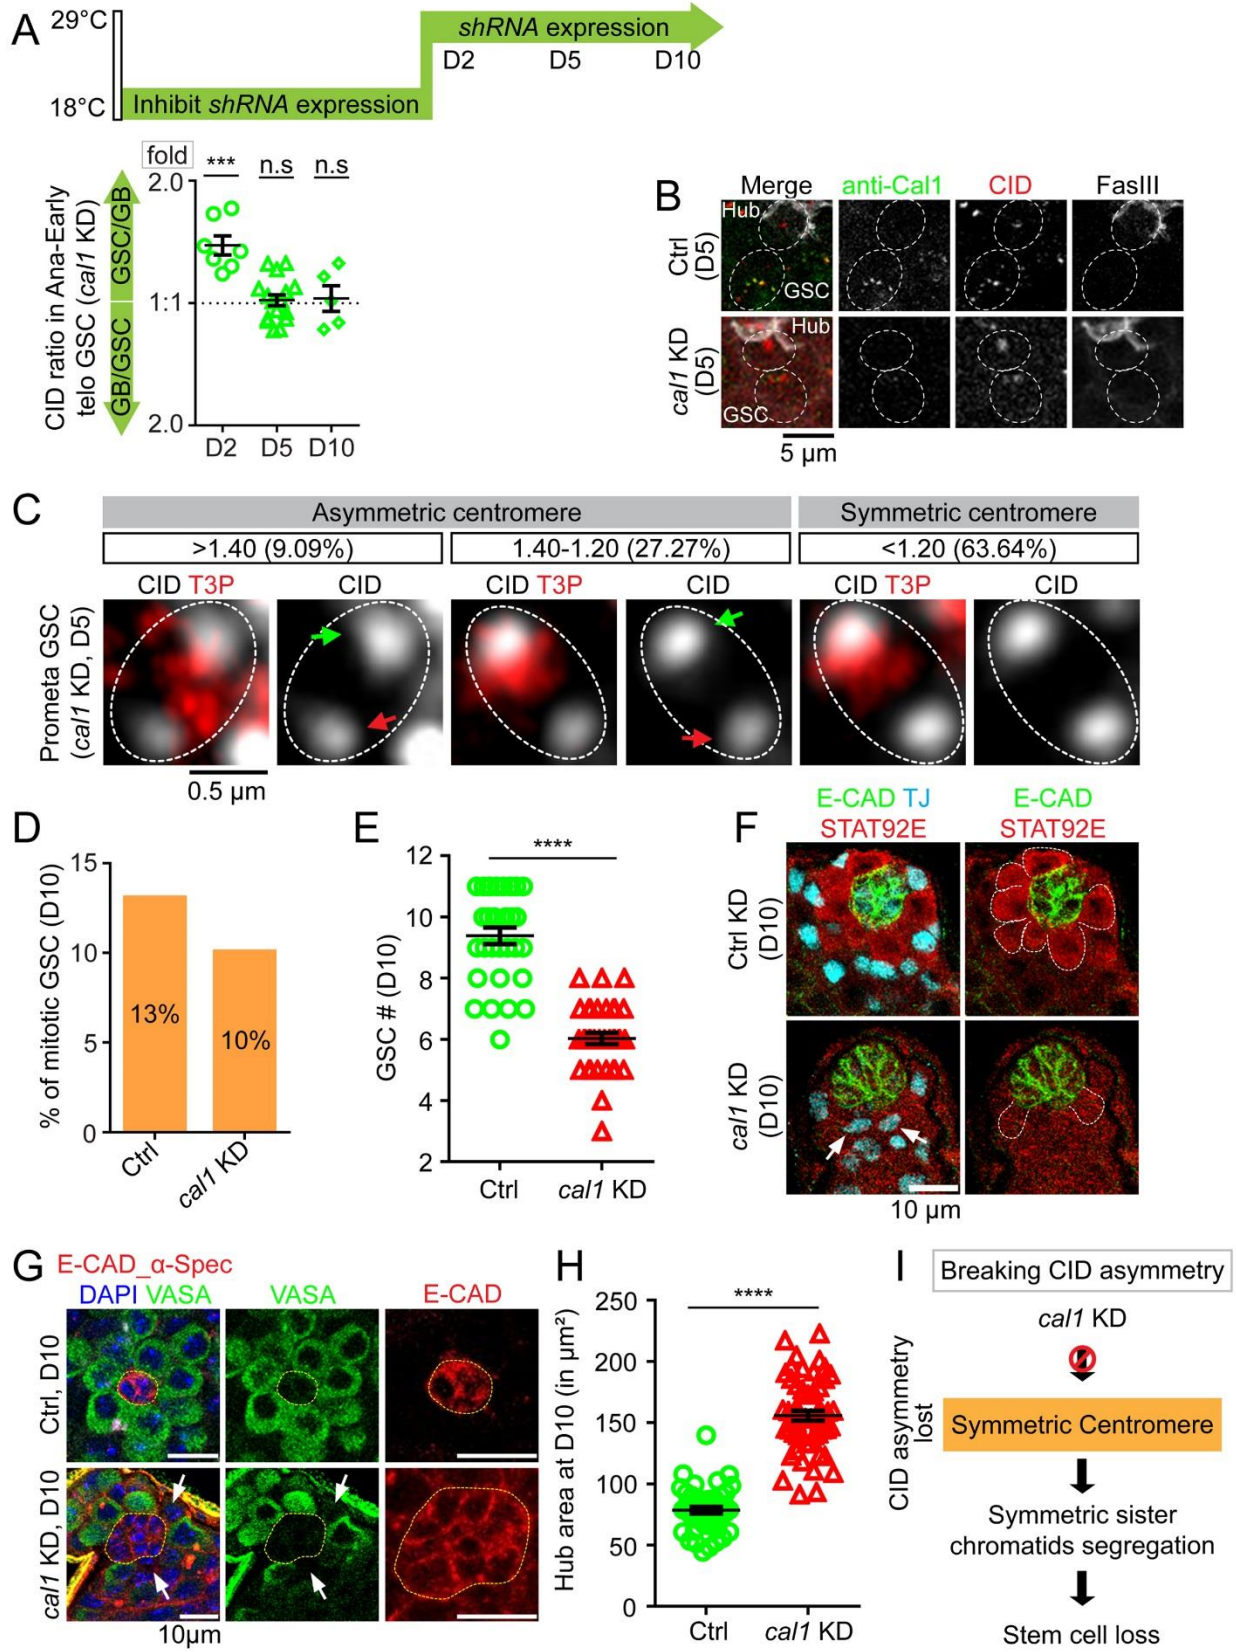 A
29°C
18°C
Inhibit shRNA expression
shRNA expression
D2 D5 D10
fold
*** n.s n.s
CID ratio in Ana-Early
telo GSC (cal1 KD)
GB/GSC GSC/GB
2.0
1:1
2.0
D2 D5 D10
B
Merge anti-Cal1 CID FasIII
Ctrl
(D5)
Hub
GSC
cal1 KD
(D5)
Hub
GSC
5 µm
C
Asymmetric centromere Symmetric centromere
>1.40 (9.09%) 1.40-1.20 (27.27%) <1.20 (63.64%)
CID T3P CID CID T3P CID CID T3P CID
Prometa GSC
(cal1 KD, D5)
0.5 µm
D
% of mitotic GSC (D10)
15
10
5
0
13%
10%
Ctrl
cal1 KD
E
GSC # (D10)
****
12
10
8
6
4
2
Ctrl cal1 KD
F
E-CAD TJ E-CAD
STAT92E STAT92E
Ctrl KD
(D10)
cal1 KD
(D10)
10 µm
G
E-CAD_α-Spec
DAPI VASA VASA E-CAD
Ctrl, D10
cal1 KD, D10
10µm
H
Hub area at D10 (in µm²)
****
250
200
150
100
50
0
Ctrl cal1 KD
I
Breaking CID asymmetry
cal1 KD
CID asymmetry
lost
Symmetric Centromere
Symmetric sister
chromatids segregation
Stem cell loss